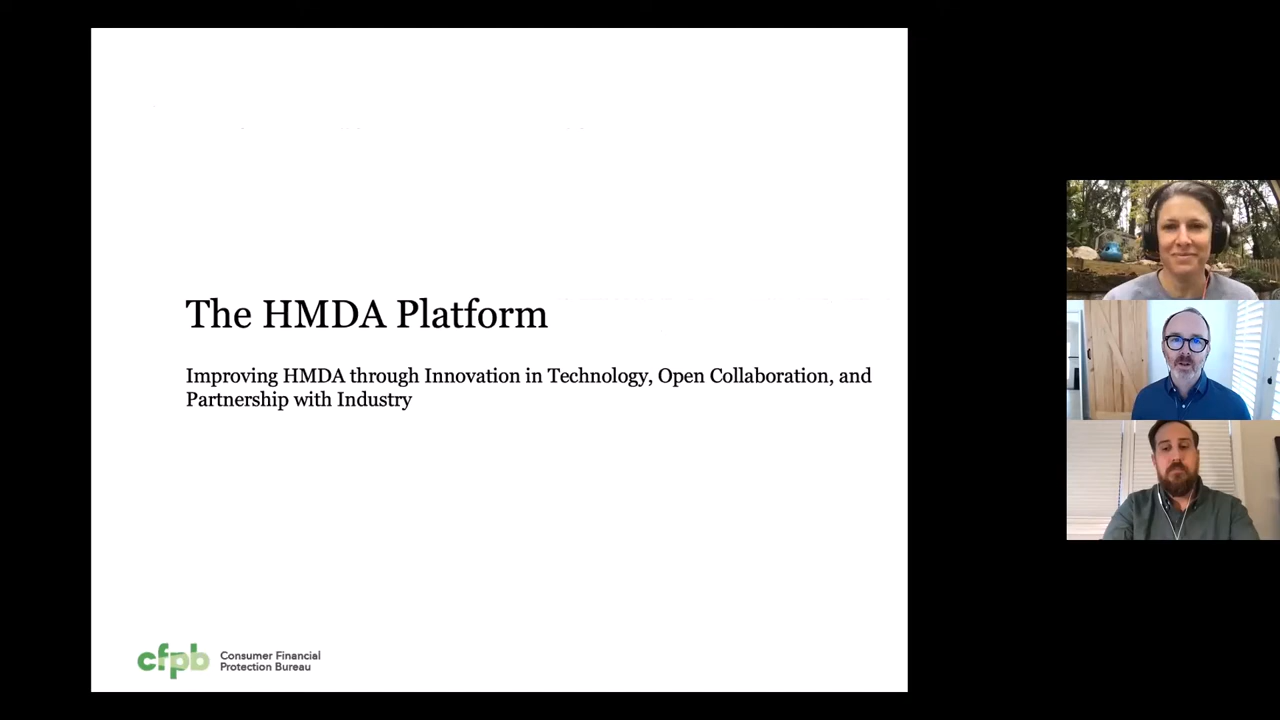 The HMDA Platform
Improving HMDA through Innovation in Technology, Open Collaboration, and
Partnership with Industry
cfpb Consumer Financial
Protection Bureau